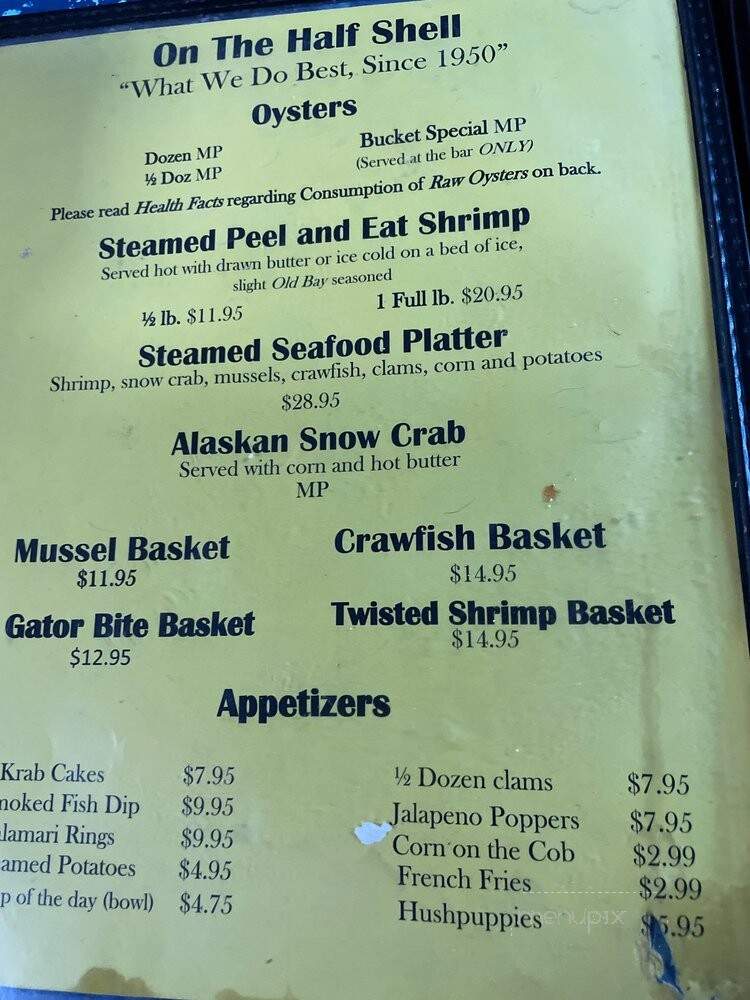 On The Half Shell
“What We Do Best, Since 1950”
Oysters
Dozen MP
½ Doz MP
Bucket Special MP
(Served at the bar ONLY)
Please read Health Facts regarding Consumption of Raw Oysters on back.
Steamed Peel and Eat Shrimp
Served hot with drawn butter or ice cold on a bed of ice,
slight Old Bay seasoned
½ lb. $11.95 1 Full lb. $20.95
Steamed Seafood Platter
Shrimp, snow crab, mussels, crawfish, clams, corn and potatoes
$28.95
Alaskan Snow Crab
Served with corn and hot butter
MP
Mussel Basket
$11.95
Crawfish Basket
$14.95
Gator Bite Basket
$12.95
Twisted Shrimp Basket
$14.95
Appetizers
Krab Cakes $7.95
moked Fish Dip $9.95
lamari Rings $9.95
amed Potatoes $4.95
p of the day (bowl) $4.75
½ Dozen clams $7.95
Jalapeno Poppers $7.95
Corn on the Cob $2.99
French Fries $2.99
Hushpuppies $5.95
menupix